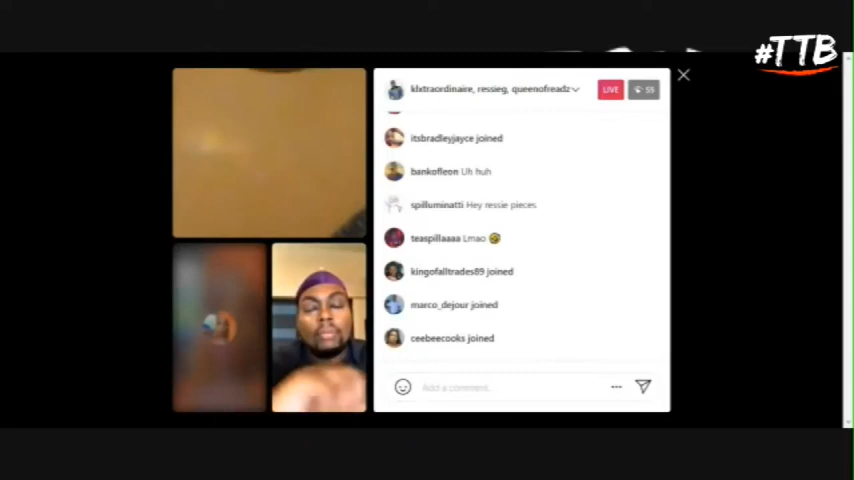 #TTB
klxtraordinaire, ressieg, queenofreadz
LIVE
55
itsbradleyjayce joined
bankofleon Uh huh
spilluminatti Hey ressie pieces
teaspillaaaa Lmao 🤣
kingofalltrades89 joined
marco_dejour joined
ceebeecooks joined
Add a comment...